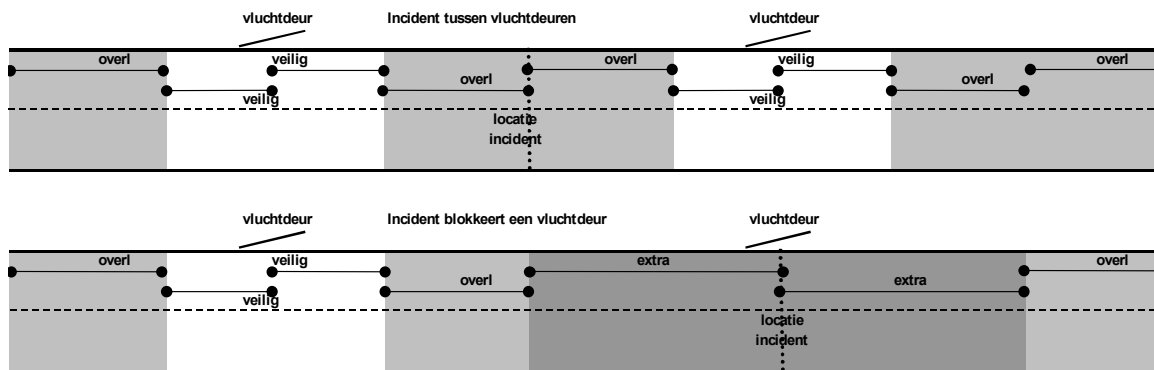 vluchtdeur Incident tussen vluchtdeuren vluchtdeur
overl veilig overl veilig overl
overl overl
veilig veilig
locatie
incident
vluchtdeur Incident blokkeert een vluchtdeur vluchtdeur
overl veilig extra overl
overl extra
veilig
locatie
incident